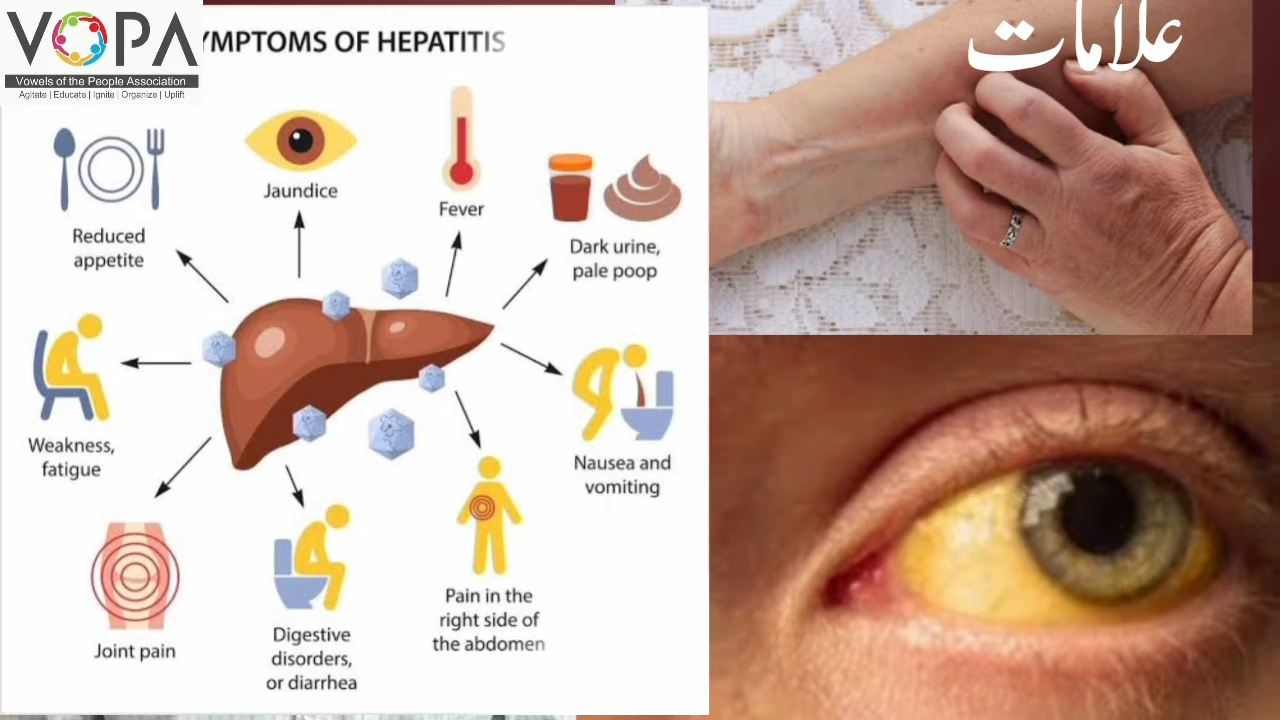 VOPA
Vowels of the People Association
Agitate | Educate | Ignite | Organize | Uplift
YMPTOMS OF HEPATITIS
علامات
Jaundice
Fever
Reduced
appetite
Dark urine,
pale poop
Weakness,
fatigue
Nausea and
vomiting
Joint pain
Digestive
disorders,
or diarrhea
Pain in the
right side of
the abdomen